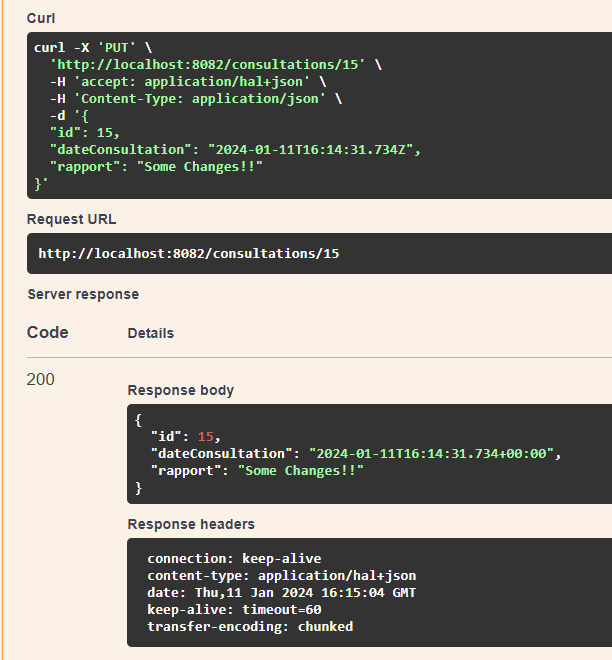 Curl
curl -X 'PUT' \
  'http://localhost:8082/consultations/15' \
  -H 'accept: application/hal+json' \
  -H 'Content-Type: application/json' \
  -d '{
  "id": 15,
  "dateConsultation": "2024-01-11T16:14:31.734Z",
  "rapport": "Some Changes!!"
}'
Request URL
http://localhost:8082/consultations/15
Server response
Code Details
200
Response body
{
  "id": 15,
  "dateConsultation": "2024-01-11T16:14:31.734+00:00",
  "rapport": "Some Changes!!"
}
Response headers
connection: keep-alive
content-type: application/hal+json
date: Thu,11 Jan 2024 16:15:04 GMT
keep-alive: timeout=60
transfer-encoding: chunked